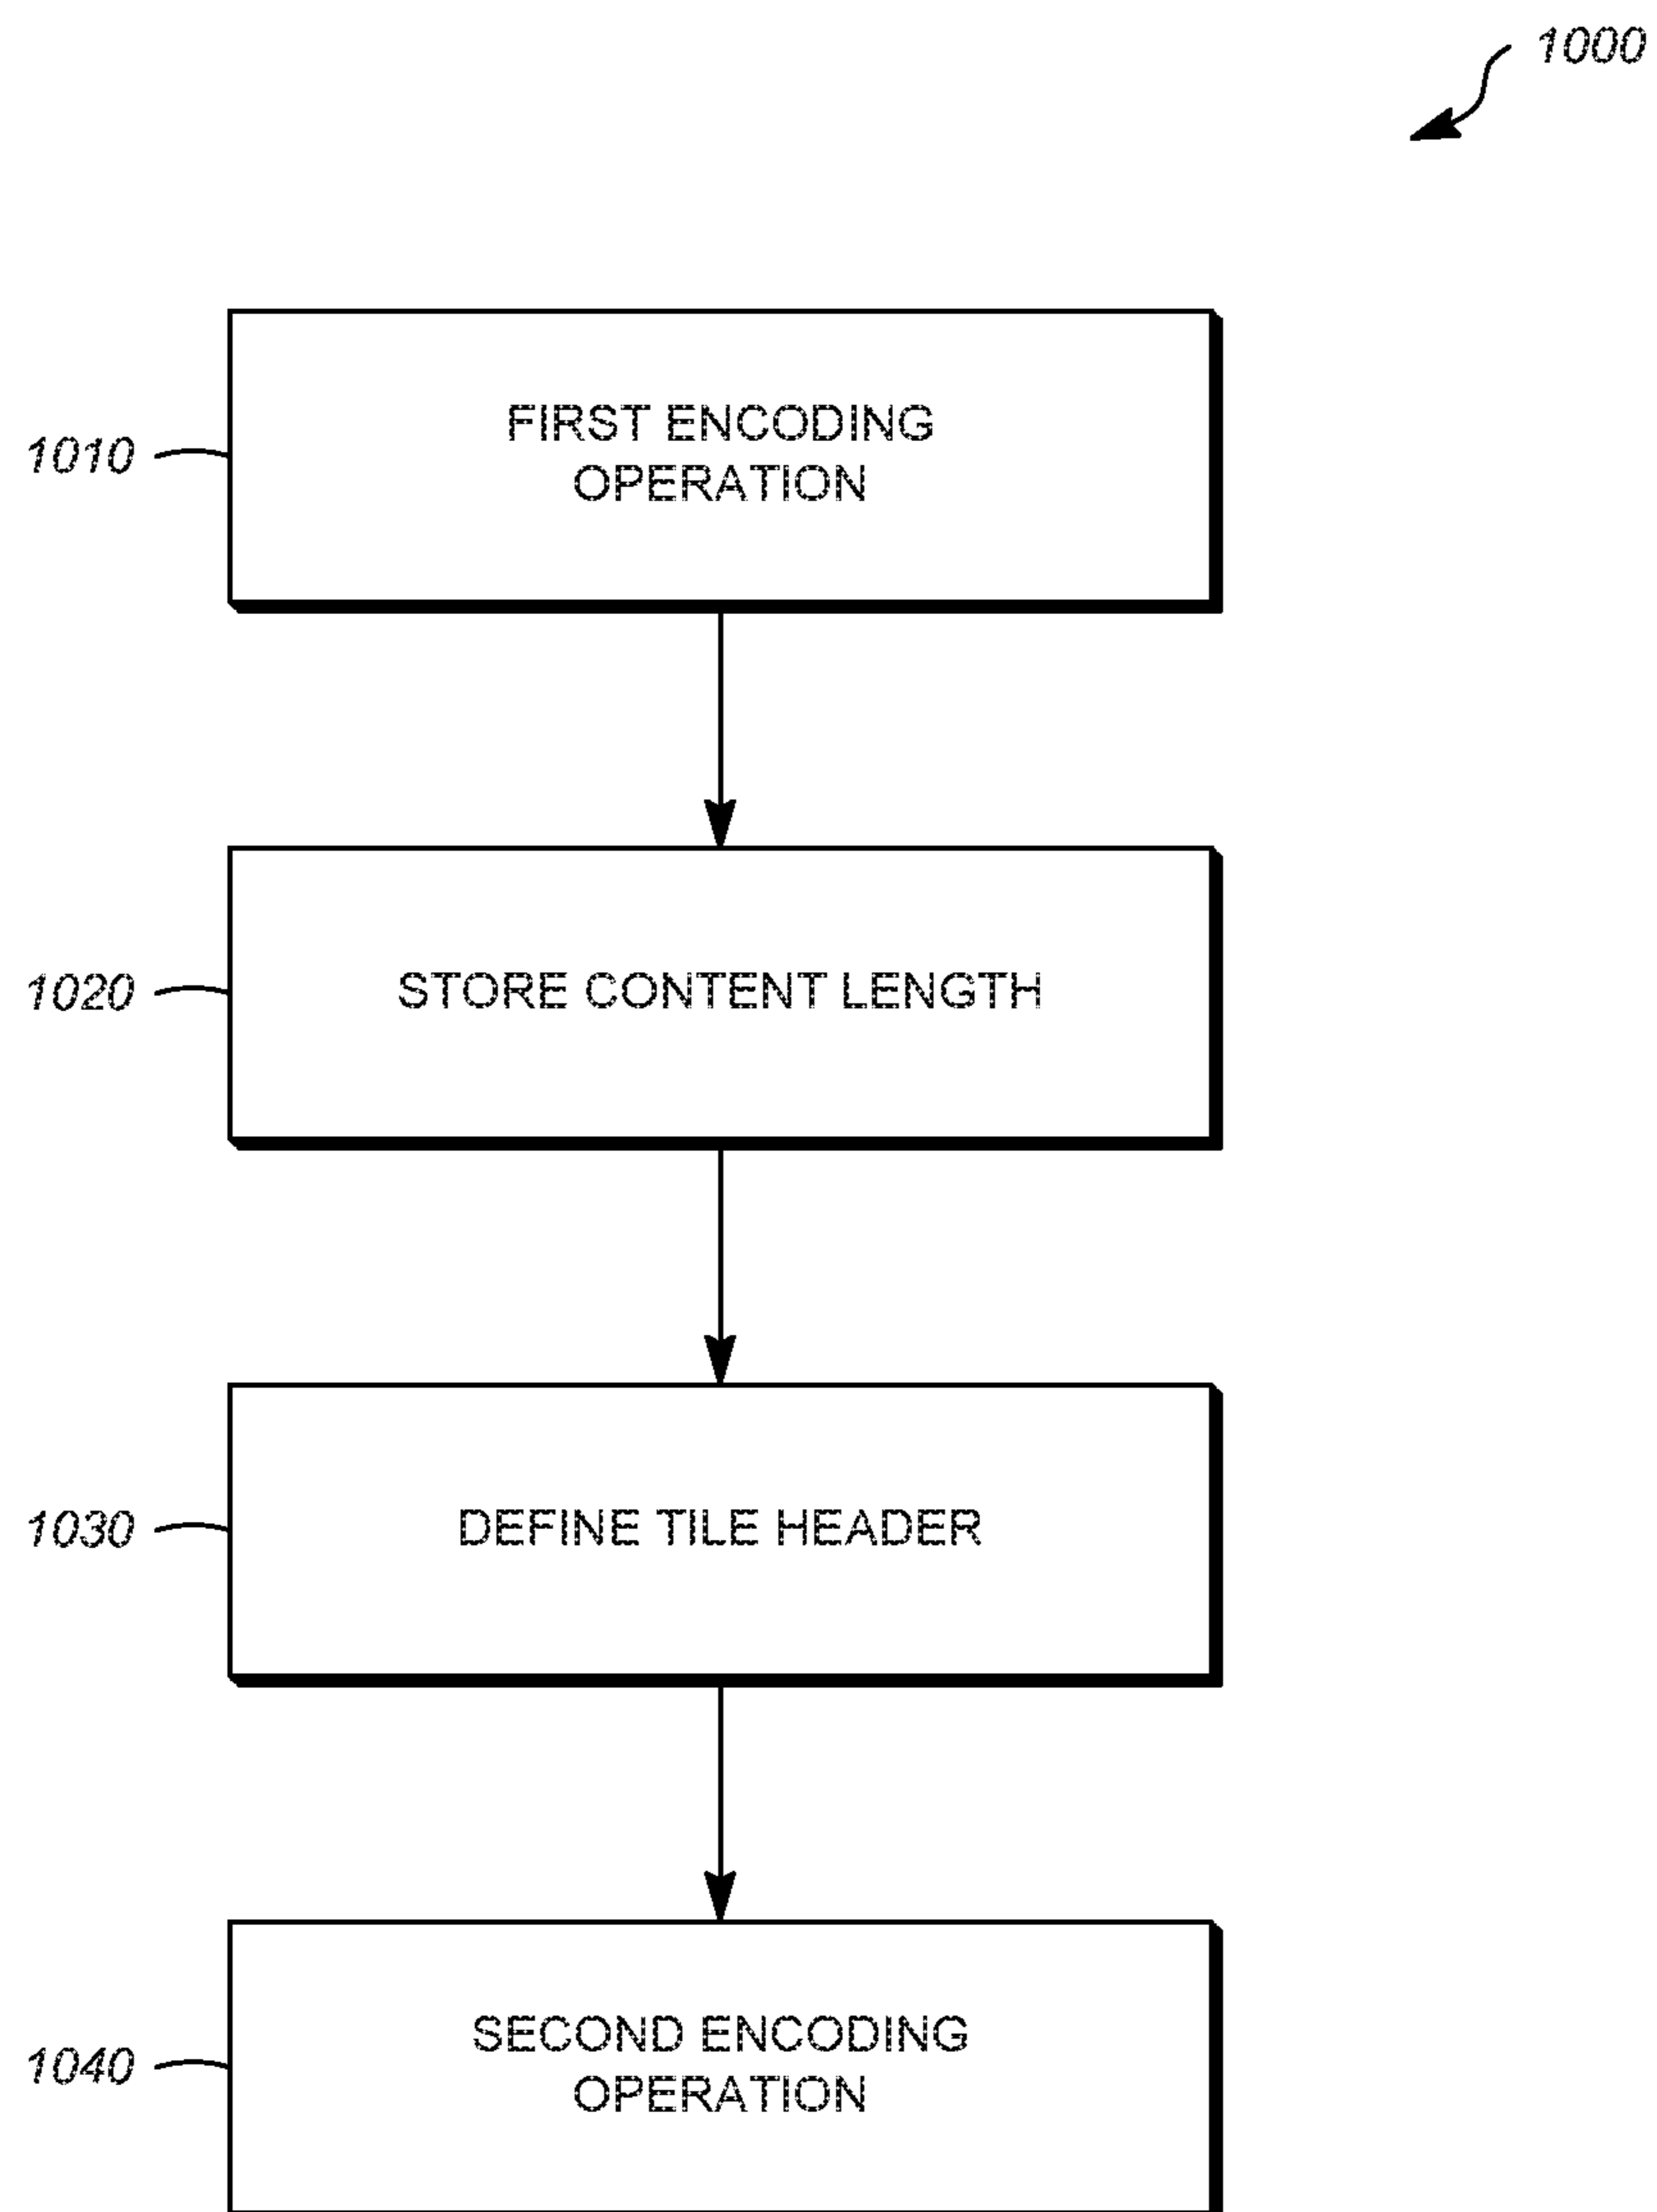 1000
1010
FIRST ENCODING
OPERATION
1020
STORE CONTENT LENGTH
1030
DEFINE TILE HEADER
1040
SECOND ENCODING
OPERATION